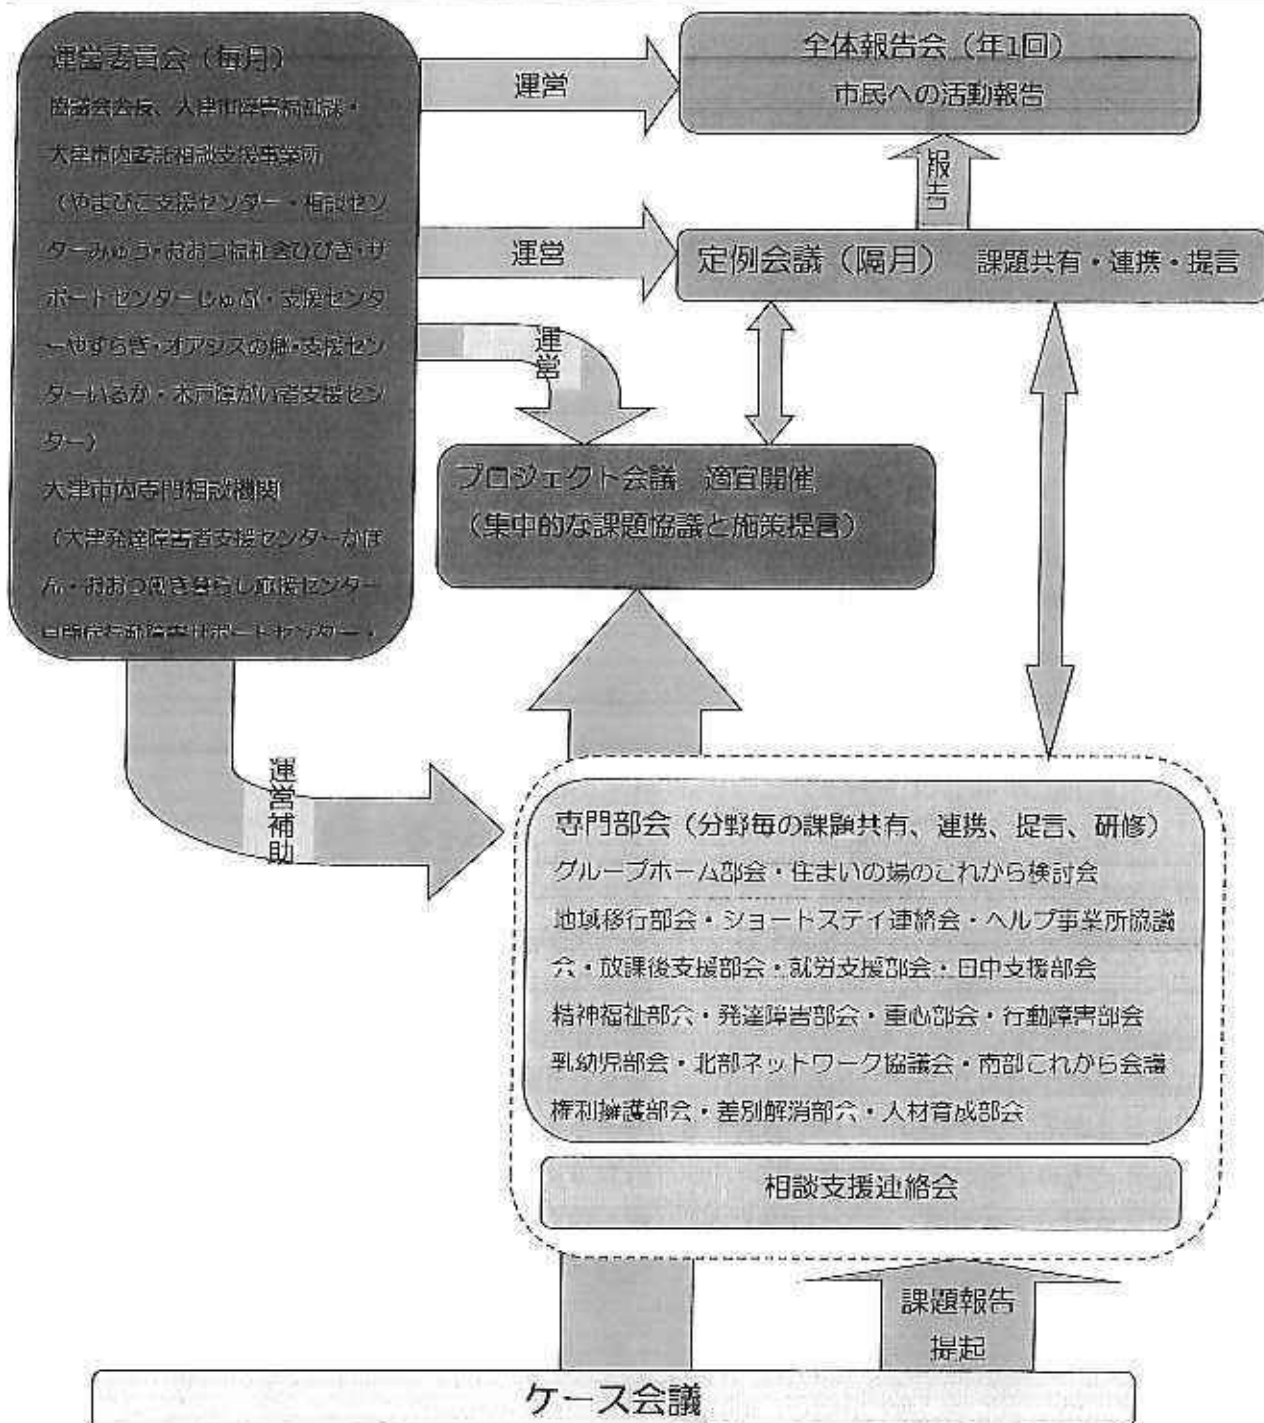 運営委員会（毎月）
協議会会長、大津市障害福祉課・
大津市内委託相談支援事業所
（やまびこ支援センター・相談セン
ターみゅう・おおつ福祉会ひびき・サ
ポートセンターじゅぷ・支援センタ
ーやすらぎ・オアシスの郷・支援セン
ターいるか・木戸障がい者支援セン
ター）
大津市内専門相談機関
（大津発達障害者支援センターかほ
ん・おおつ働き暮らし応援センター
サポートセンター・
運営
全体報告会（年1回）
市民への活動報告
報告
運営
定例会議（隔月）　課題共有・連携・提言
運営
プロジェクト会議　適宜開催
（集中的な課題協議と施策提言）
運営補助
専門部会（分野毎の課題共有、連携、提言、研修）
グループホーム部会・住まいの場のこれから検討会
地域移行部会・ショートステイ連絡会・ヘルプ事業所協議
会・放課後支援部会・就労支援部会・日中支援部会
精神福祉部会・発達障害部会・重心部会・行動障害部会
乳幼児部会・北部ネットワーク協議会・南部これから会議
権利擁護部会・差別解消部会・人材育成部会
相談支援連絡会
課題報告
提起
ケース会議